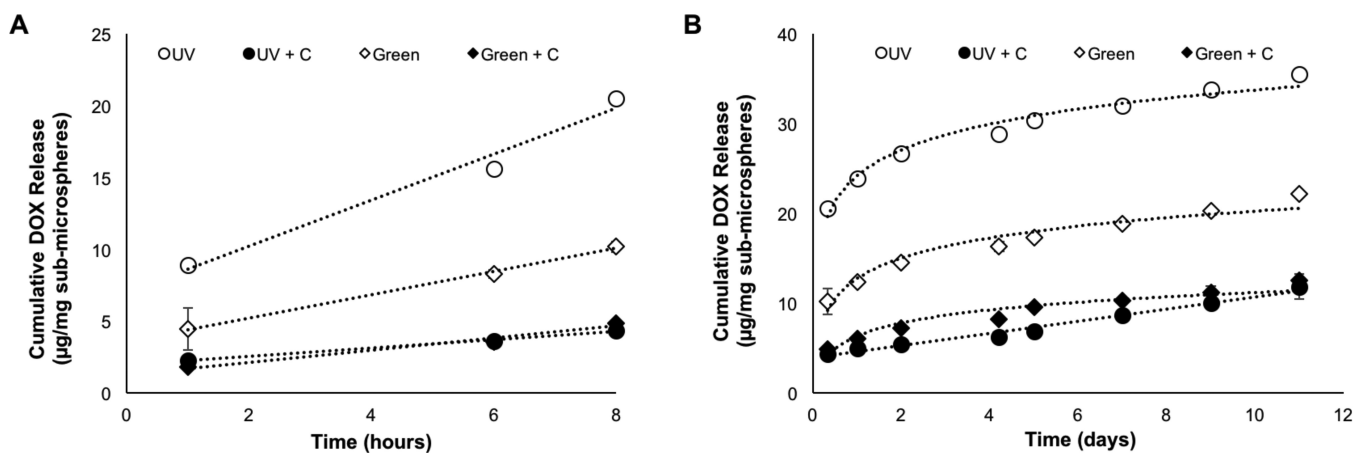 A
Cumulative DOX Release
(µg/mg sub-microspheres)
25
20
15
10
5
0
UV
UV + C
Green
Green + C
0
2
4
6
8
Time (hours)
B
Cumulative DOX Release
(µg/mg sub-microspheres)
40
30
20
10
0
UV
UV + C
Green
Green + C
0
2
4
6
8
10
12
Time (days)